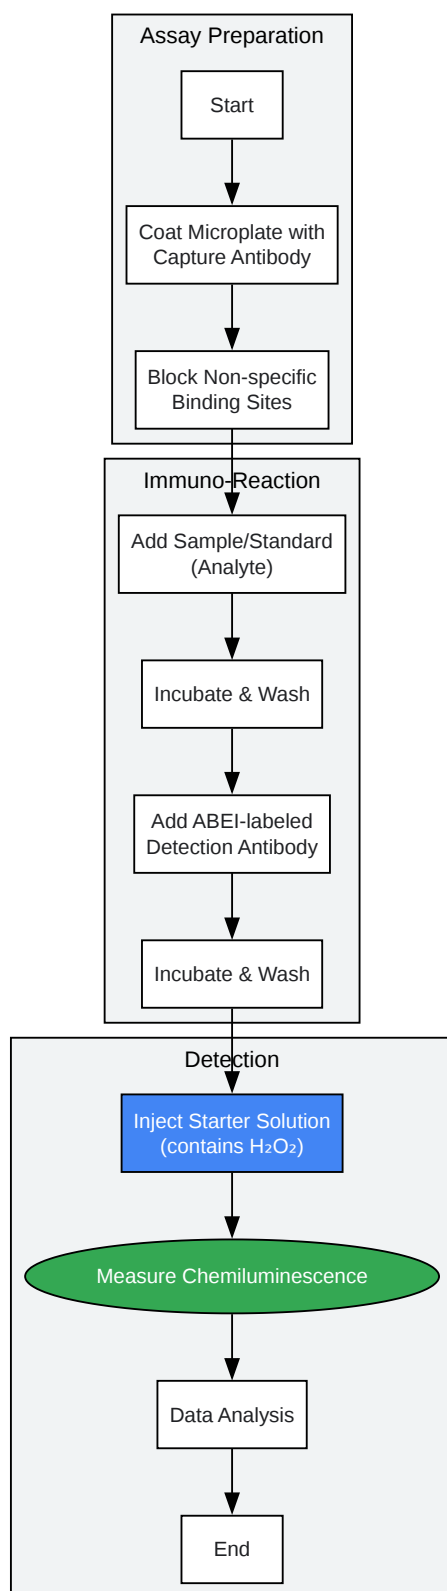 Assay Preparation
Start
Coat Microplate with
Capture Antibody
Block Non-specific
Binding Sites
Immuno-Reaction
Add Sample/Standard
(Analyte)
Incubate & Wash
Add ABEI-labeled
Detection Antibody
Incubate & Wash
Detection
Inject Starter Solution
(contains H₂O₂)
Measure Chemiluminescence
Data Analysis
End